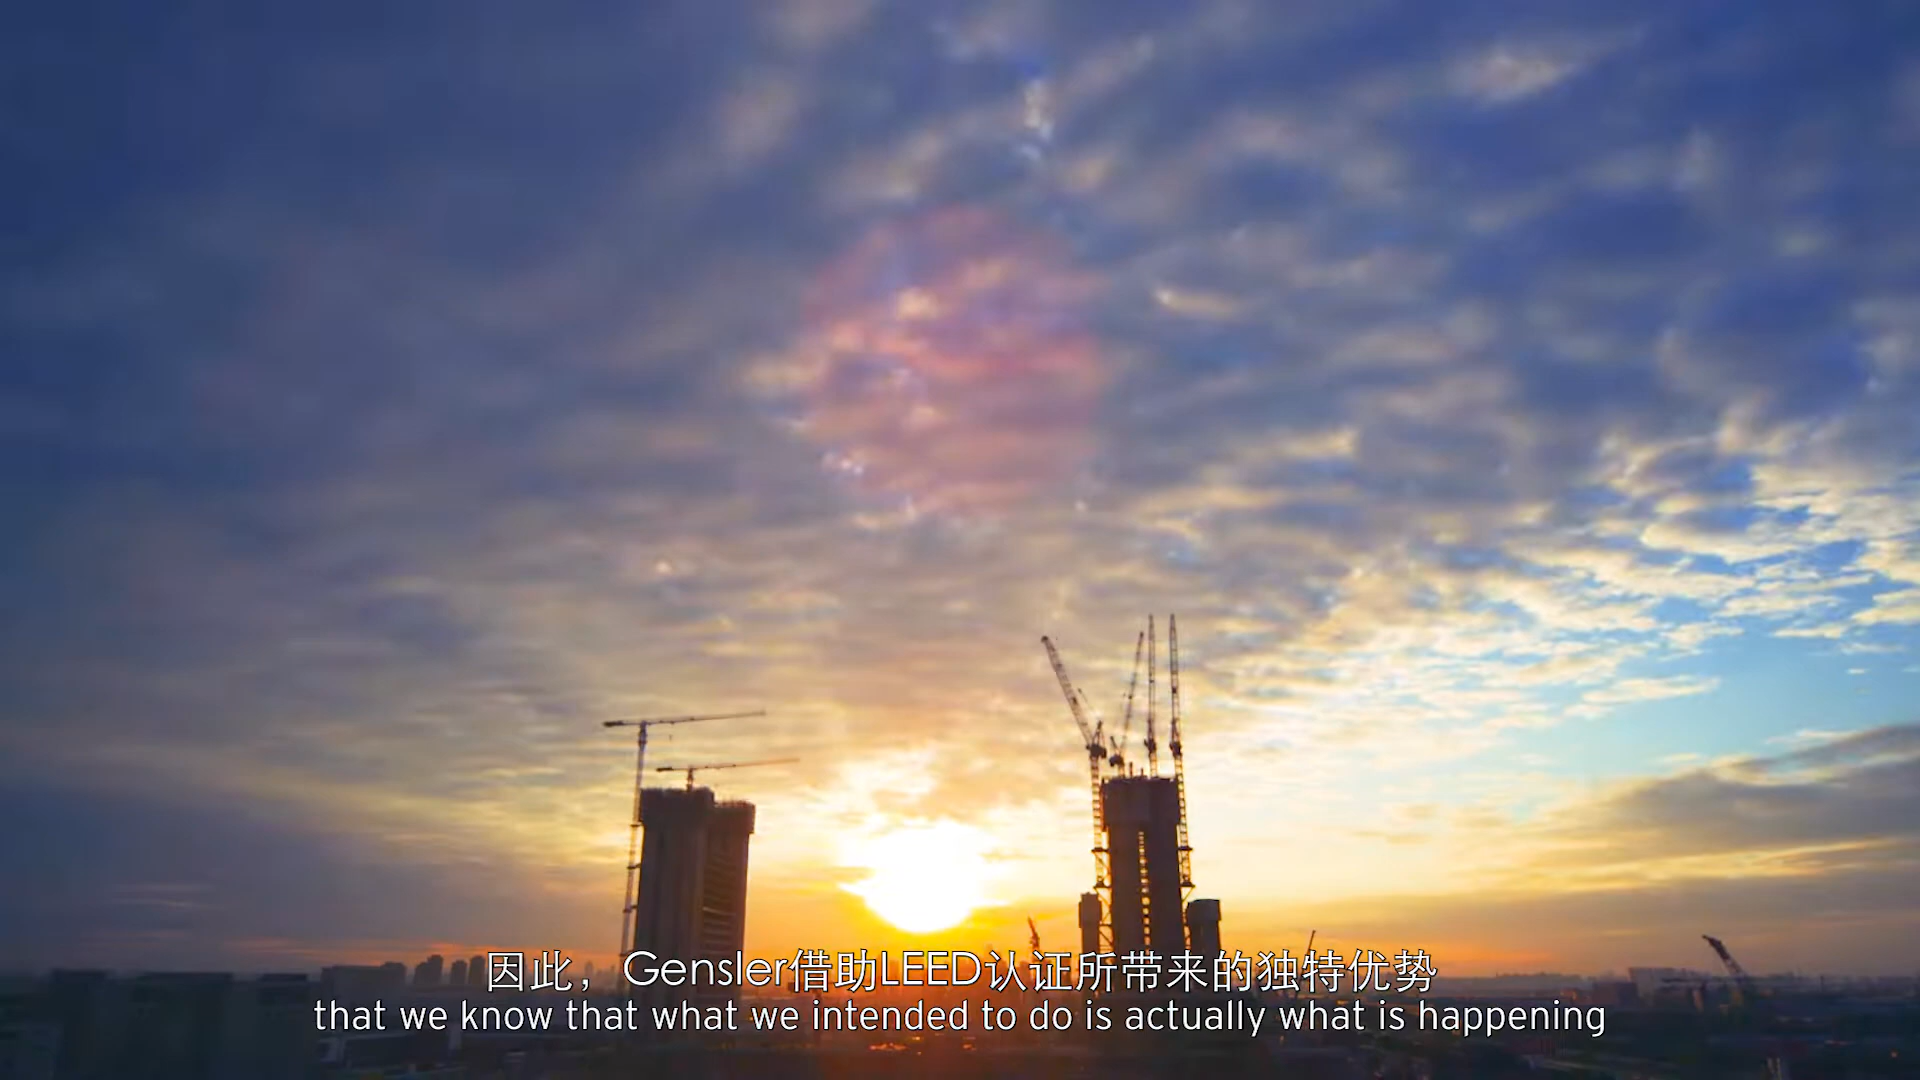 因此，Gensler借助LEED认证所带来的独特优势
that we know that what we intended to do is actually what is happening